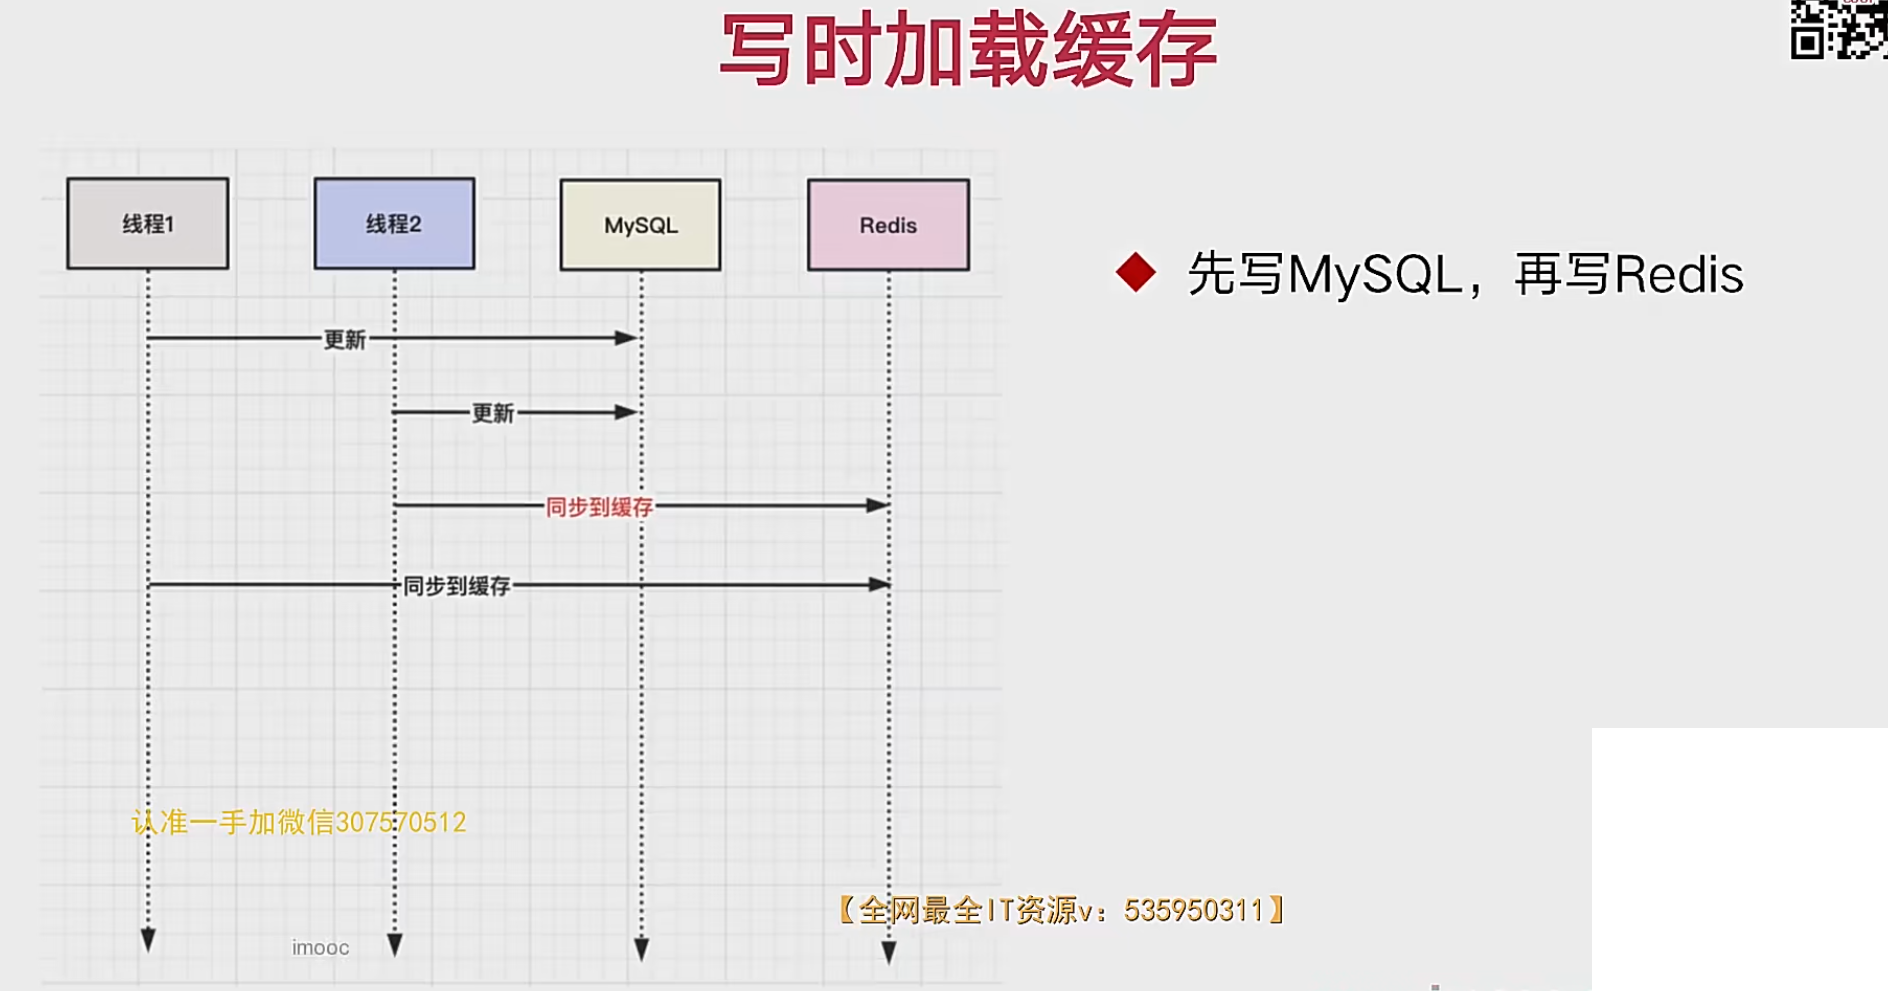 写时加载缓存
线程1
线程2
MySQL
Redis
先写MySQL，再写Redis
更新
更新
同步到缓存
同步到缓存
认准一手加微信307570512
【全网最全IT资源v：535950311】
imooc